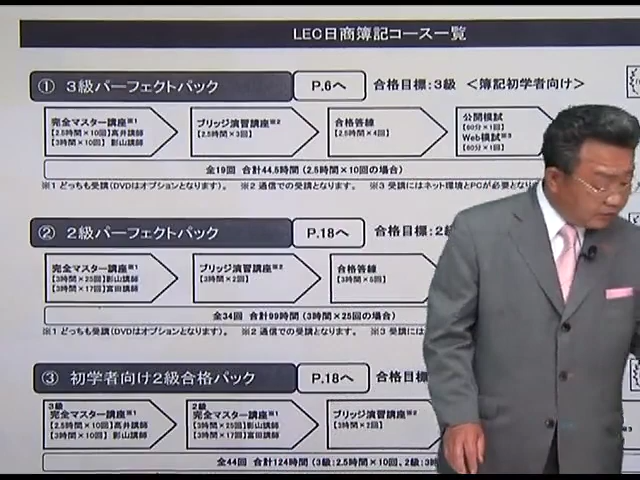 LEC日商簿記コース一覧
① 3級パーフェクトパック
P.6へ
合格目標:3級 <簿記初学者向け>
完全マスター講座※1
【2.5時間×10回】高井講師
【3時間×10回】影山講師
ブリッジ演習講座※2
【2.5時間×3回】
合格答練
【2.5時間×4回】
公開模試
【60分×1回】
Web模試※3
【60分×1回】
全19回 合計44.5時間 (2.5時間×10回の場合)
※1 どっちも受講(DVDはオプションとなります)。 ※2 通信での受講となります。 ※3 受講にはネット環境とPCが必要となり
② 2級パーフェクトパック
P.18へ
合格目標:2級
完全マスター講座※1
【3時間×25回】影山講師
【3時間×17回】富田講師
ブリッジ演習講座※2
【3時間×2回】
合格答練
【3時間×5回】
全34回 合計99時間 (3時間×25回の場合)
※1 どっちも受講(DVDはオプションとなります)。 ※2 通信での受講となります。 ※3 受講には
③ 初学者向け2級合格パック
P.18へ
合格目標
3級
完全マスター講座※1
【2.5時間×10回】高井講師
【3時間×10回】影山講師
2級
完全マスター講座※1
【3時間×25回】影山講師
【3時間×17回】富田講師
ブリッジ演習講座※2
【3時間×2回】
全44回 合計124時間 (3級:2.5時間×10回、2級:3時